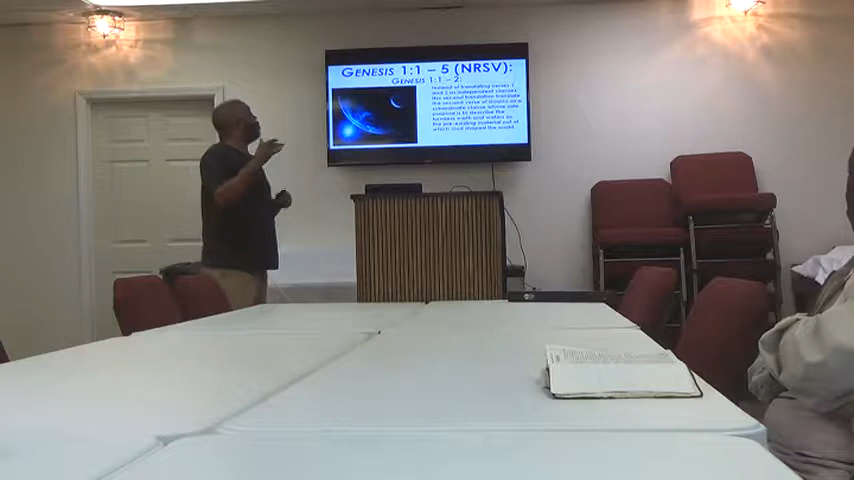 GENESIS 1:1 – 5 (NRSV):
GENESIS 1:1 – 2:
Instead of translating verses 1
and 2 as independent clauses
this second translation translate
the second verse of Genesis as a
subordinate clause whose sole
purpose is to describe the
formless earth and waters as
the pre-existing material out of
which God shaped the world